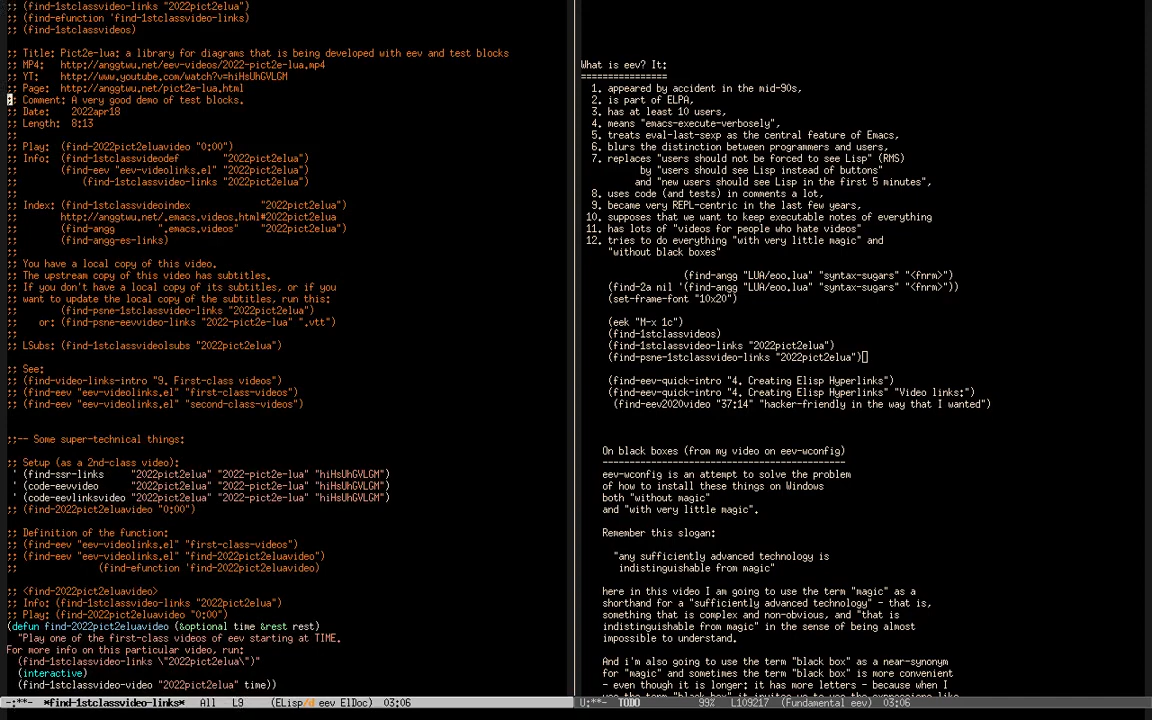 ;; (find-1stclassvideo-links "2022pict2elua")
;; (find-efunction 'find-1stclassvideo-links)
;; (find-1stclassvideos)
;; Title: Pict2e-lua: a library for diagrams that is being developed with eev and test blocks
;; MP4:   http://anggtwu.net/eev-videos/2022-pict2e-lua.mp4
;; YT:    http://www.youtube.com/watch?v=hiHsUhGVLGM
;; Page:  http://anggtwu.net/pict2e-lua.html
;; Comment: A very good demo of test blocks.
;; Date:    2022apr18
;; Length:  8:13
;;
;; Play: (find-2022pict2eluavideo "0:00")
;; Info: (find-1stclassvideodef        "2022pict2elua")
;;       (find-eev "eev-videolinks.el" "2022pict2elua")
;;           (find-1stclassvideo-links "2022pict2elua")
;;
;; Index: (find-1stclassvideoindex            "2022pict2elua")
;;       http://anggtwu.net/.emacs.videos.html#2022pict2elua
;;       (find-angg        ".emacs.videos"    "2022pict2elua")
;;       (find-angg-es-links)
;;
;; You have a local copy of this video.
;; The upstream copy of this video has subtitles.
;; If you don't have a local copy of its subtitles, or if you
;; want to update the local copy of the subtitles, run this:
;;       (find-psne-1stclassvideo-links "2022pict2elua")
;;   or: (find-psne-eevvideo-links "2022-pict2e-lua" ".vtt")
;;
;; LSubs: (find-1stclassvideolsubs "2022pict2elua")
;;
;; See:
;; (find-video-links-intro "9. First-class videos")
;; (find-eev "eev-videolinks.el" "first-class-videos")
;; (find-eev "eev-videolinks.el" "second-class-videos")
;;-- Some super-technical things:
;; Setup (as a 2nd-class video):
' (find-ssr-links     "2022pict2elua" "2022-pict2e-lua" "hiHsUhGVLGM")
' (code-eevvideo      "2022pict2elua" "2022-pict2e-lua" "hiHsUhGVLGM")
' (code-eevlinksvideo "2022pict2elua" "2022-pict2e-lua" "hiHsUhGVLGM")
;; (find-2022pict2eluavideo "0:00")
;; Definition of the function:
;; (find-eev "eev-videolinks.el" "first-class-videos")
;; (find-eev "eev-videolinks.el" "find-2022pict2eluavideo")
;;              (find-efunction 'find-2022pict2eluavideo)
;; <find-2022pict2eluavideo>
;; Info: (find-1stclassvideo-links "2022pict2elua")
;; Play: (find-2022pict2eluavideo "0:00")
(defun find-2022pict2eluavideo (&optional time &rest rest)
"Play one of the first-class videos of eev starting at TIME.
For more info on this particular video, run:
(find-1stclassvideo-links \"2022pict2elua\")"
(interactive)
(find-1stclassvideo-video "2022pict2elua" time))
-:**-  *find-1stclassvideo-links*   All   L9     (ELisp/d eev ElDoc) 03:06
What is eev? It:
================
1. appeared by accident in the mid-90s,
2. is part of ELPA,
3. has at least 10 users,
4. means "emacs-execute-verbosely",
5. treats eval-last-sexp as the central feature of Emacs,
6. blurs the distinction between programmers and users,
7. replaces "users should not be forced to see Lisp" (RMS)
by "users should see Lisp instead of buttons"
and "new users should see Lisp in the first 5 minutes",
8. uses code (and tests) in comments a lot,
9. became very REPL-centric in the last few years,
10. supposes that we want to keep executable notes of everything
11. has lots of "videos for people who hate videos"
12. tries to do everything "with very little magic" and
"without black boxes"
(find-angg "LUA/eoo.lua" "syntax-sugars" "<fnrm>")
(find-2a nil '(find-angg "LUA/eoo.lua" "syntax-sugars" "<fnrm>"))
(set-frame-font "10x20")
(eek "M-x 1c")
(find-1stclassvideos)
(find-1stclassvideo-links "2022pict2elua")
(find-psne-1stclassvideo-links "2022pict2elua")
(find-eev-quick-intro "4. Creating Elisp Hyperlinks")
(find-eev-quick-intro "4. Creating Elisp Hyperlinks" "Video links:")
(find-eev2020video "37:14" "hacker-friendly in the way that I wanted")
On black boxes (from my video on eev-wconfig)
---------------------------------------------
eev-wconfig is an attempt to solve the problem
of how to install these things on Windows
both "without magic"
and "with very little magic".
Remember this slogan:
"any sufficiently advanced technology is
indistinguishable from magic"
here in this video I am going to use the term "magic" as a
shorthand for a "sufficiently advanced technology" - that is,
something that is complex and non-obvious, and "that is
indistinguishable from magic" in the sense of being almost
impossible to understand.
And i'm also going to use the term "black box" as a near-synonym
for "magic" and sometimes the term "black box" is more convenient
- even though it is longer: it has more letters - because when I
use the term "black box" it invites us to use the expressions like
U:**-  TODO           99%   L109217   (Fundamental eev) 03:06